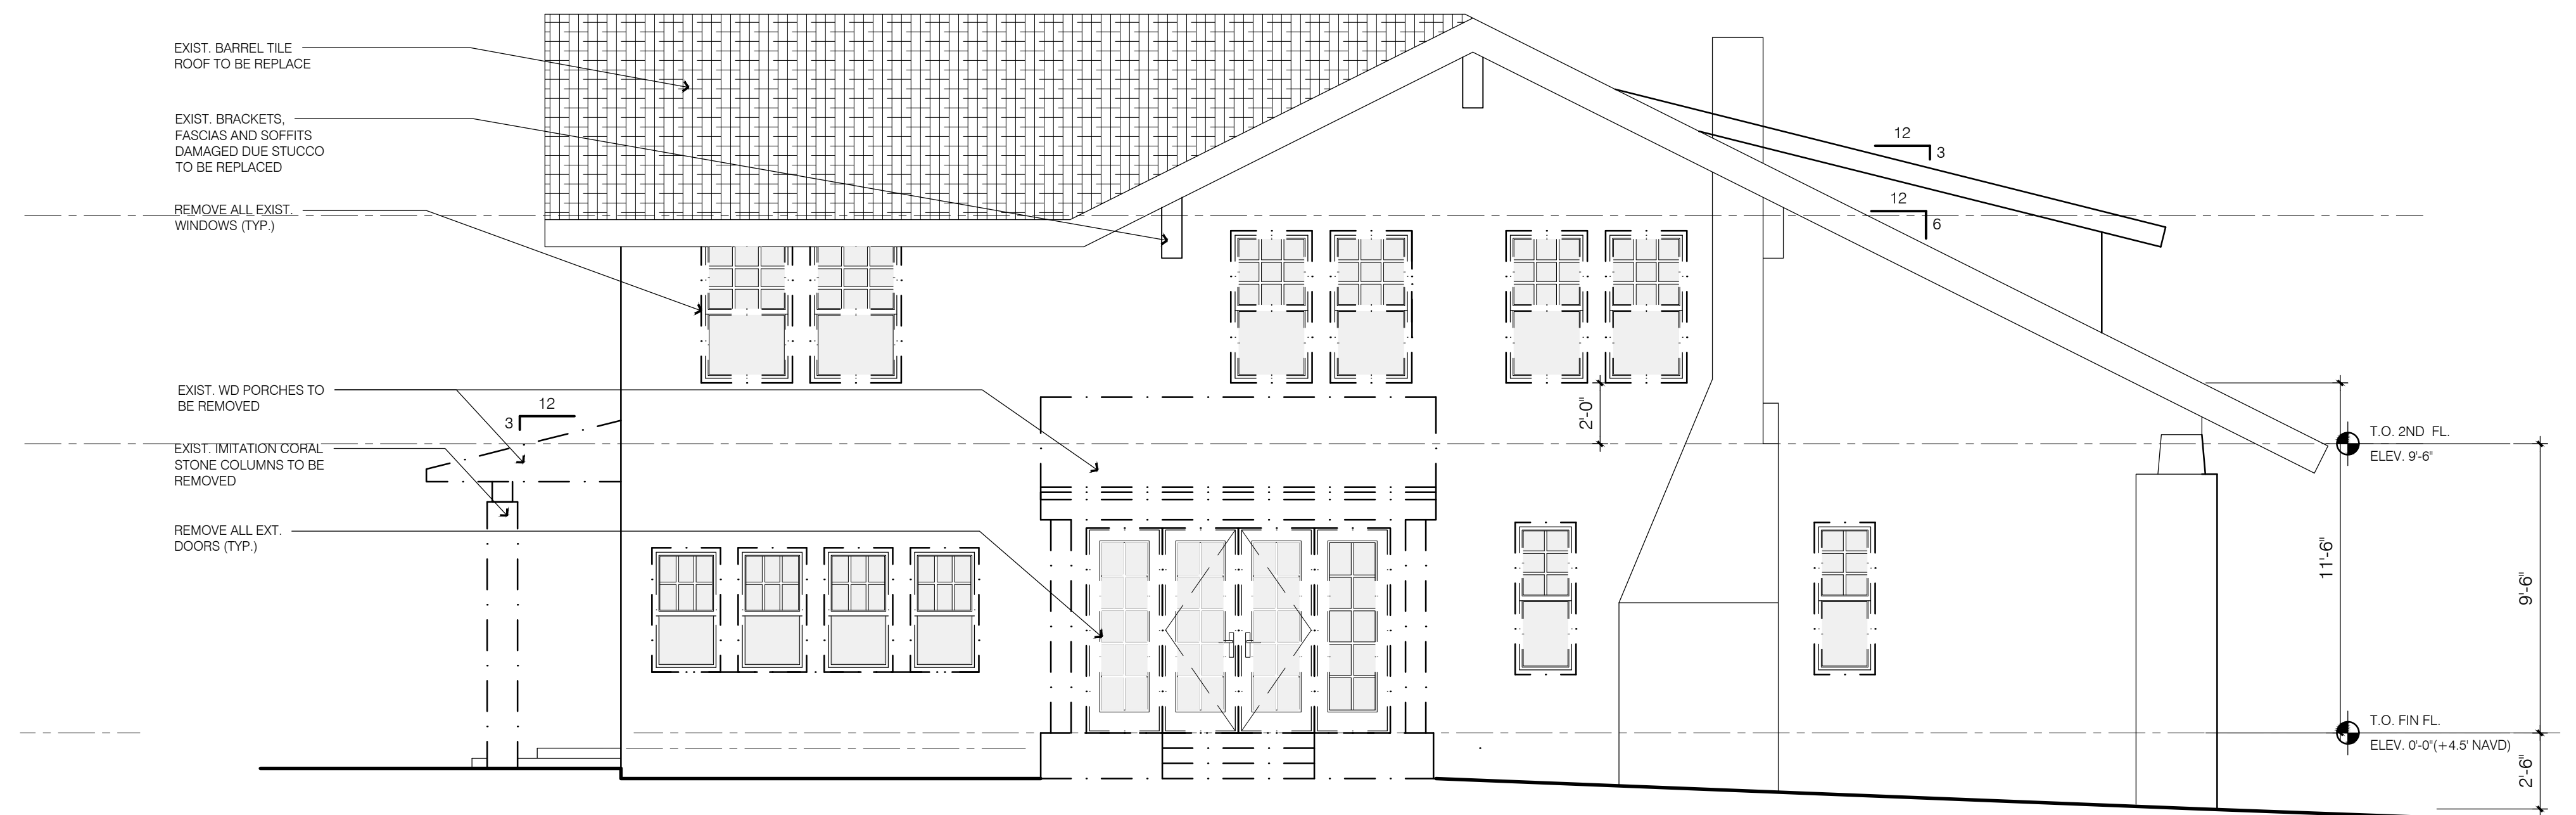 EXIST. BARREL TILE
ROOF TO BE REPLACE
EXIST. BRACKETS,
FASCIAS AND SOFFITS
DAMAGED DUE STUCCO
TO BE REPLACED
REMOVE ALL EXIST.
WINDOWS (TYP.)
EXIST. WD PORCHES TO
BE REMOVED
12
3
EXIST. IMITATION CORAL
STONE COLUMNS TO BE
REMOVED
REMOVE ALL EXT.
DOORS (TYP.)
12
3
12
6
2'-0"
T.O. 2ND FL.
ELEV. 9'-6"
11'-6"
9'-6"
T.O. FIN FL.
ELEV. 0'-0"(+4.5' NAVD)
2'-6"